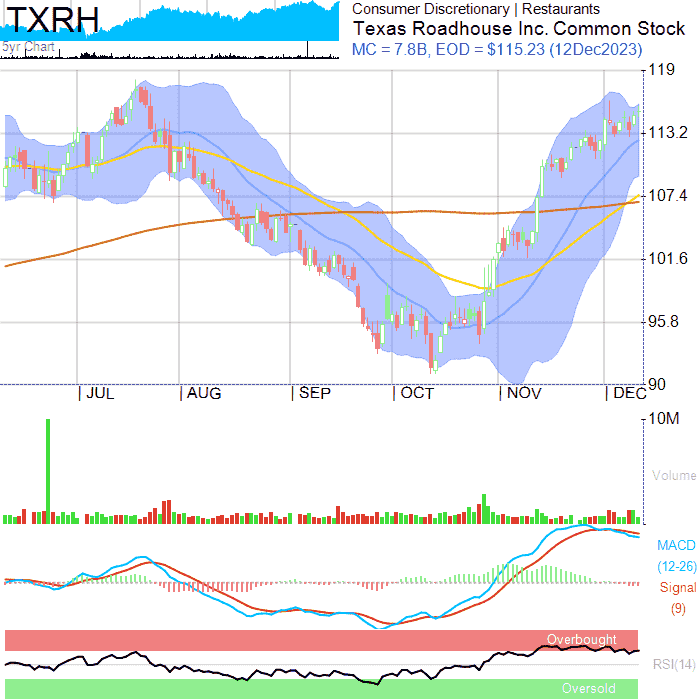 TXRH
5yr Chart
Consumer Discretionary | Restaurants
Texas Roadhouse Inc. Common Stock
MC = 7.8B, EOD = $115.23 (12Dec2023)
119
113.2
107.4
101.6
95.8
90
JUL AUG SEP OCT NOV DEC
10M
Volume
MACD
(12-26)
Signal
(9)
Overbought
RSI(14)
Oversold